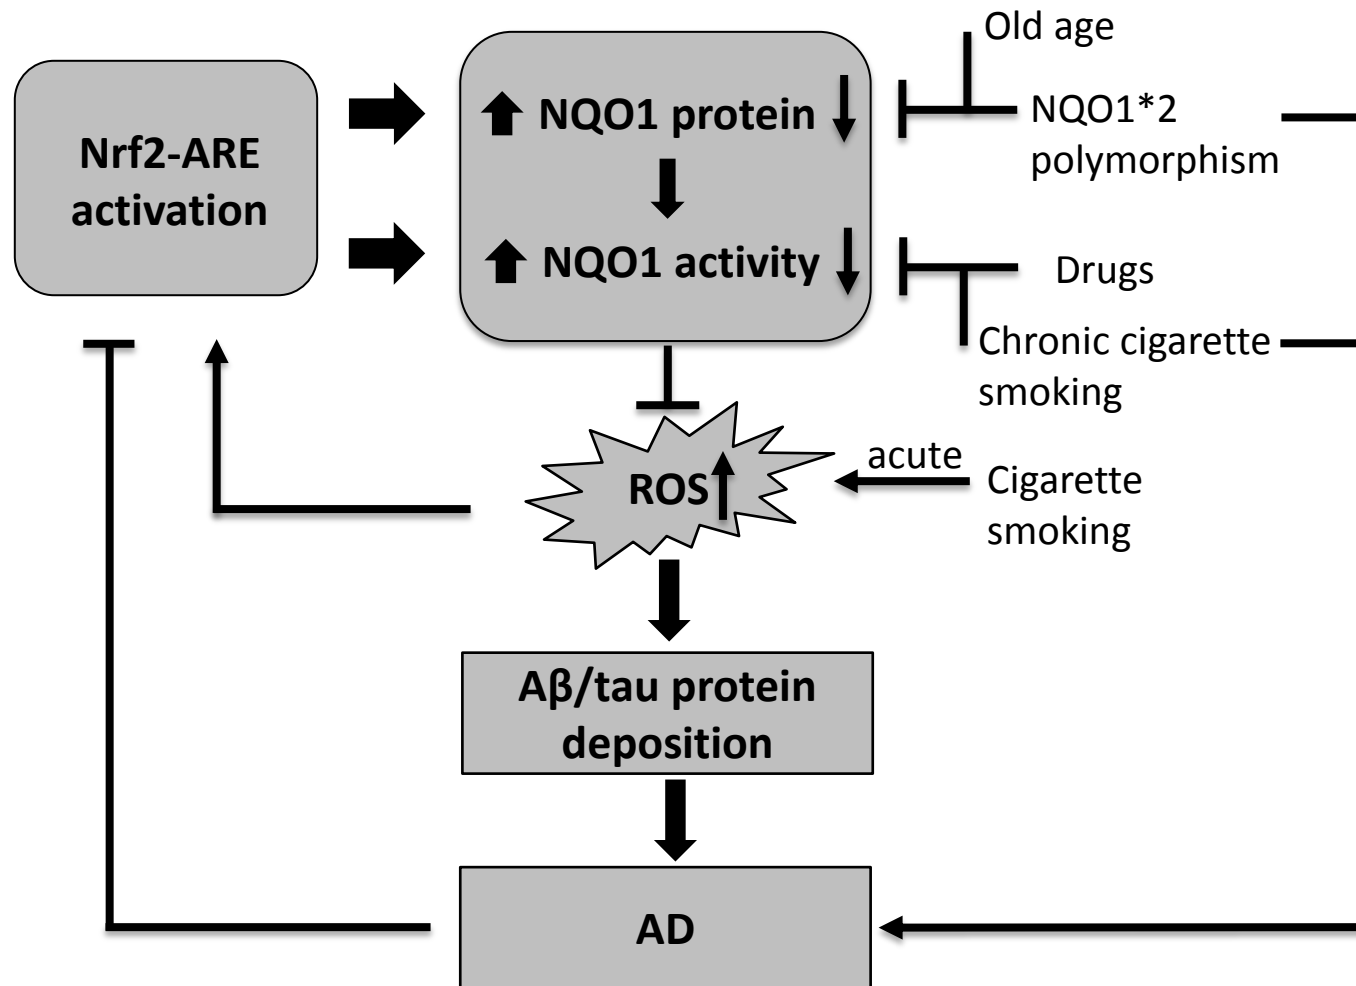 Nrf2-ARE
activation
NQO1 protein
NQO1 activity
Old age
NQO1*2
polymorphism
Drugs
Chronic cigarette
smoking
ROS
acute
Cigarette
smoking
Aβ/tau protein
deposition
AD